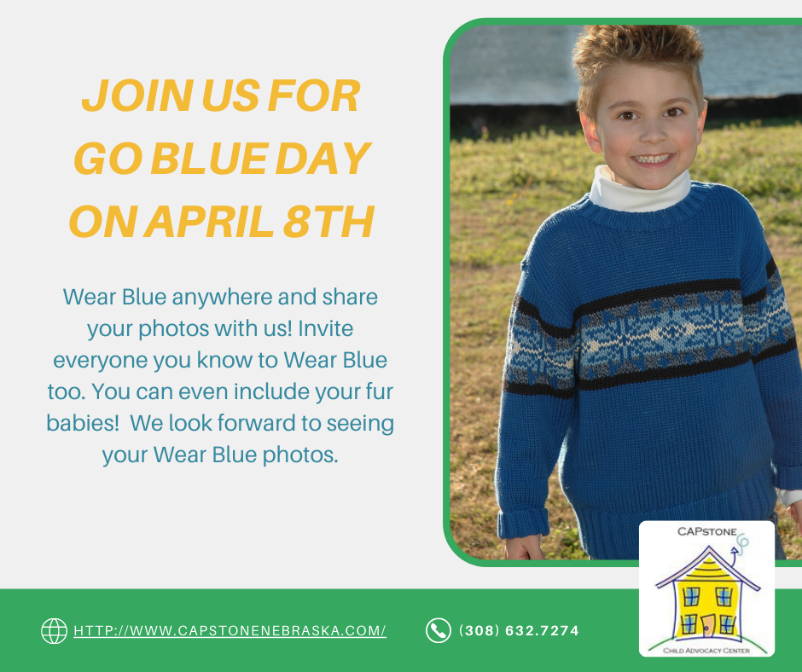 JOIN US FOR
GO BLUE DAY
ON APRIL 8TH
Wear Blue anywhere and share
your photos with us! Invite
everyone you know to Wear Blue
too. You can even include your fur
babies!  We look forward to seeing
your Wear Blue photos.
CAPSTONE
CHILD ADVOCACY CENTER
HTTP://WWW.CAPSTONENEBRASKA.COM/
(308) 632.7274